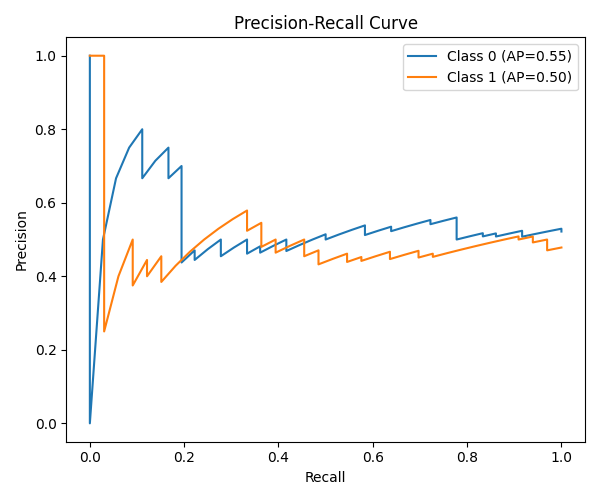 Precision-Recall Curve
Class 0 (AP=0.55)
Class 1 (AP=0.50)
Precision
1.0
0.8
0.6
0.4
0.2
0.0
0.0 0.2 0.4 0.6 0.8 1.0
Recall